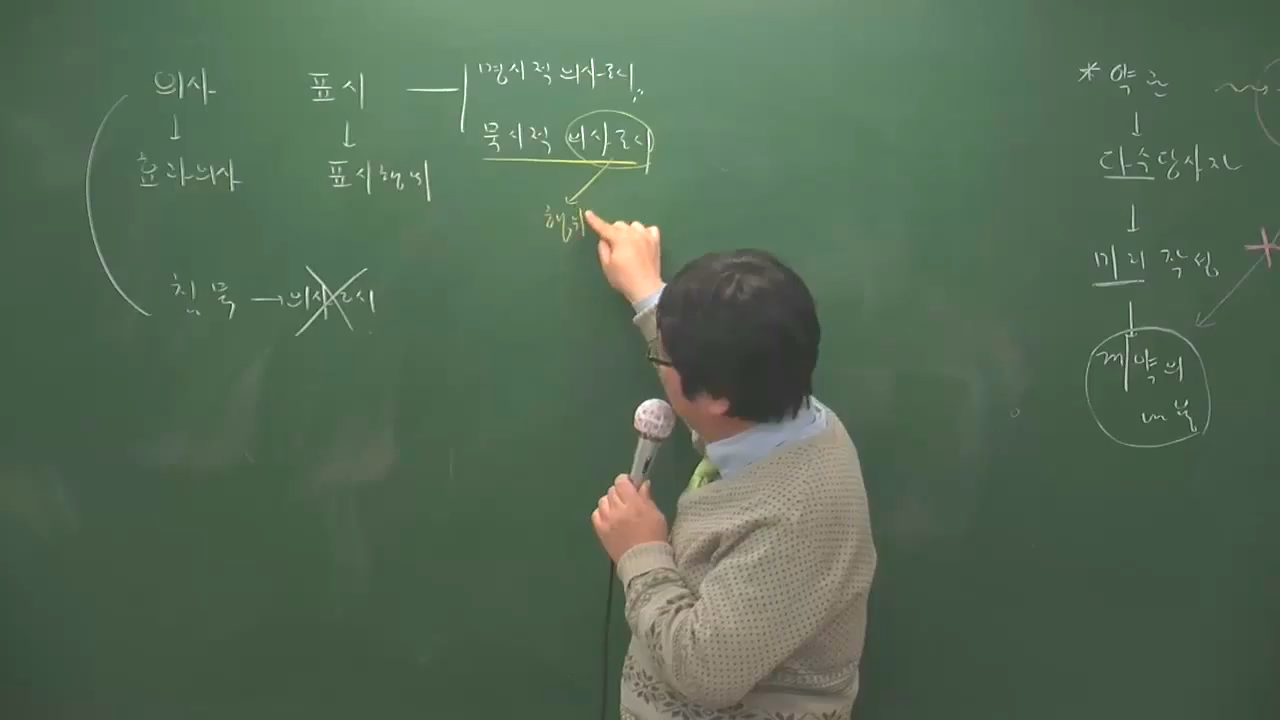 의사 표시
명시적 의사표시
묵시적 의사표시
효과의사 표시행위
행위
침묵 → 의사표시
* 약관
다수당사자
미리 작성
계약의
내용